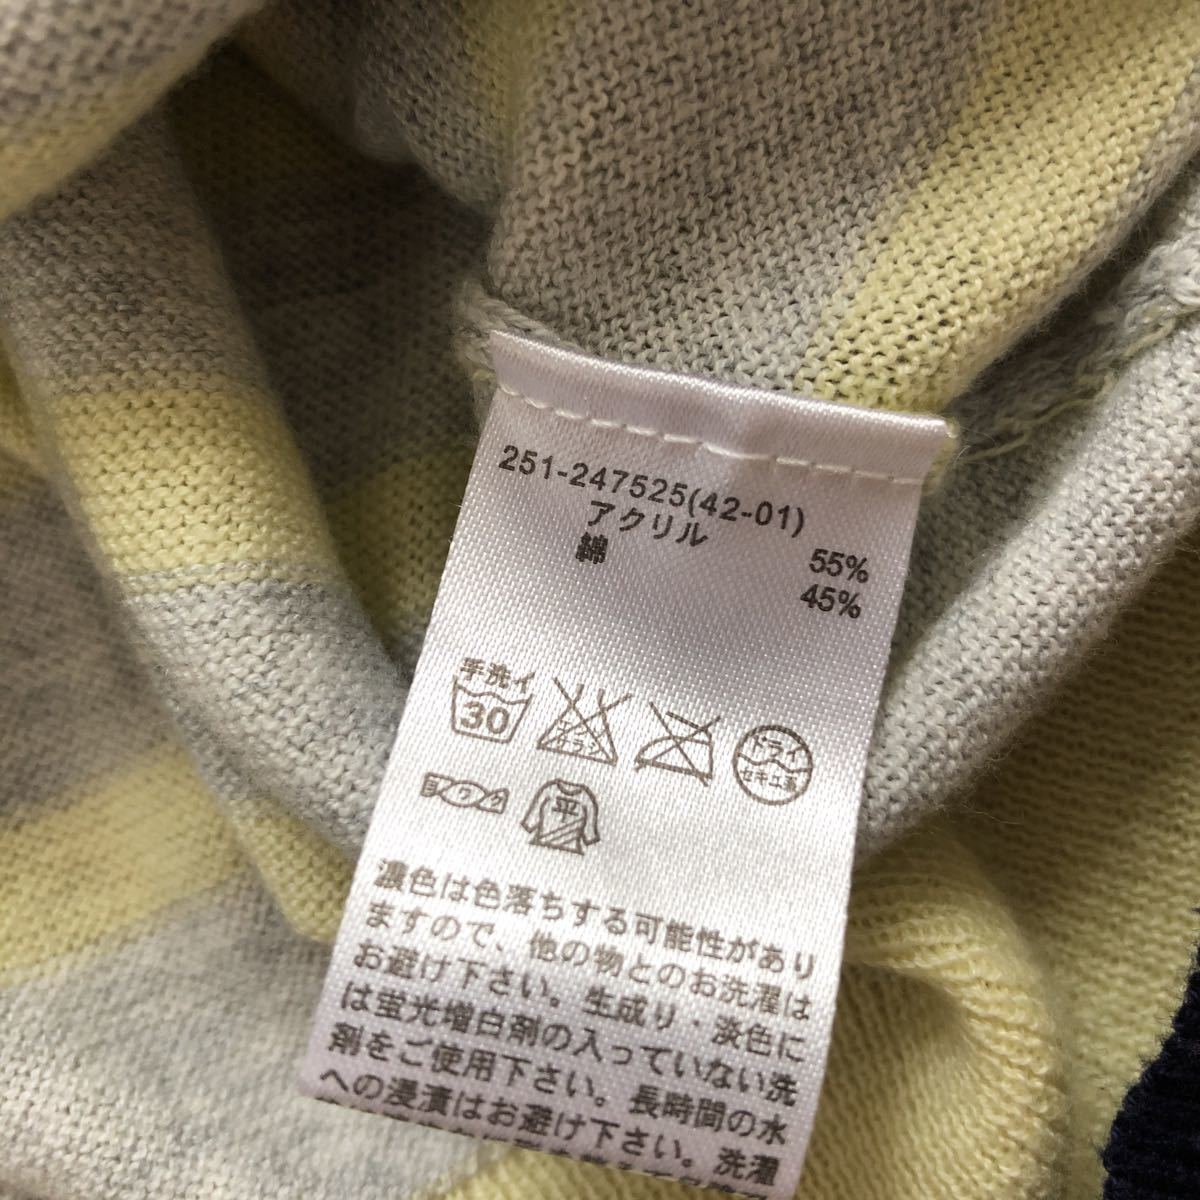 251-247525(42-01)
アクリル 55%
綿 45%
手洗イ
30
エンソ
サラシ
ドライ
セキユ系
ヨワク
平
濃色は色落ちする可能性があり
ますので、他の物とのお洗濯は
お避け下さい。生成り・淡色に
は蛍光増白剤の入っていない洗
剤をご使用下さい。長時間の水
への浸漬はお避け下さい。洗濯